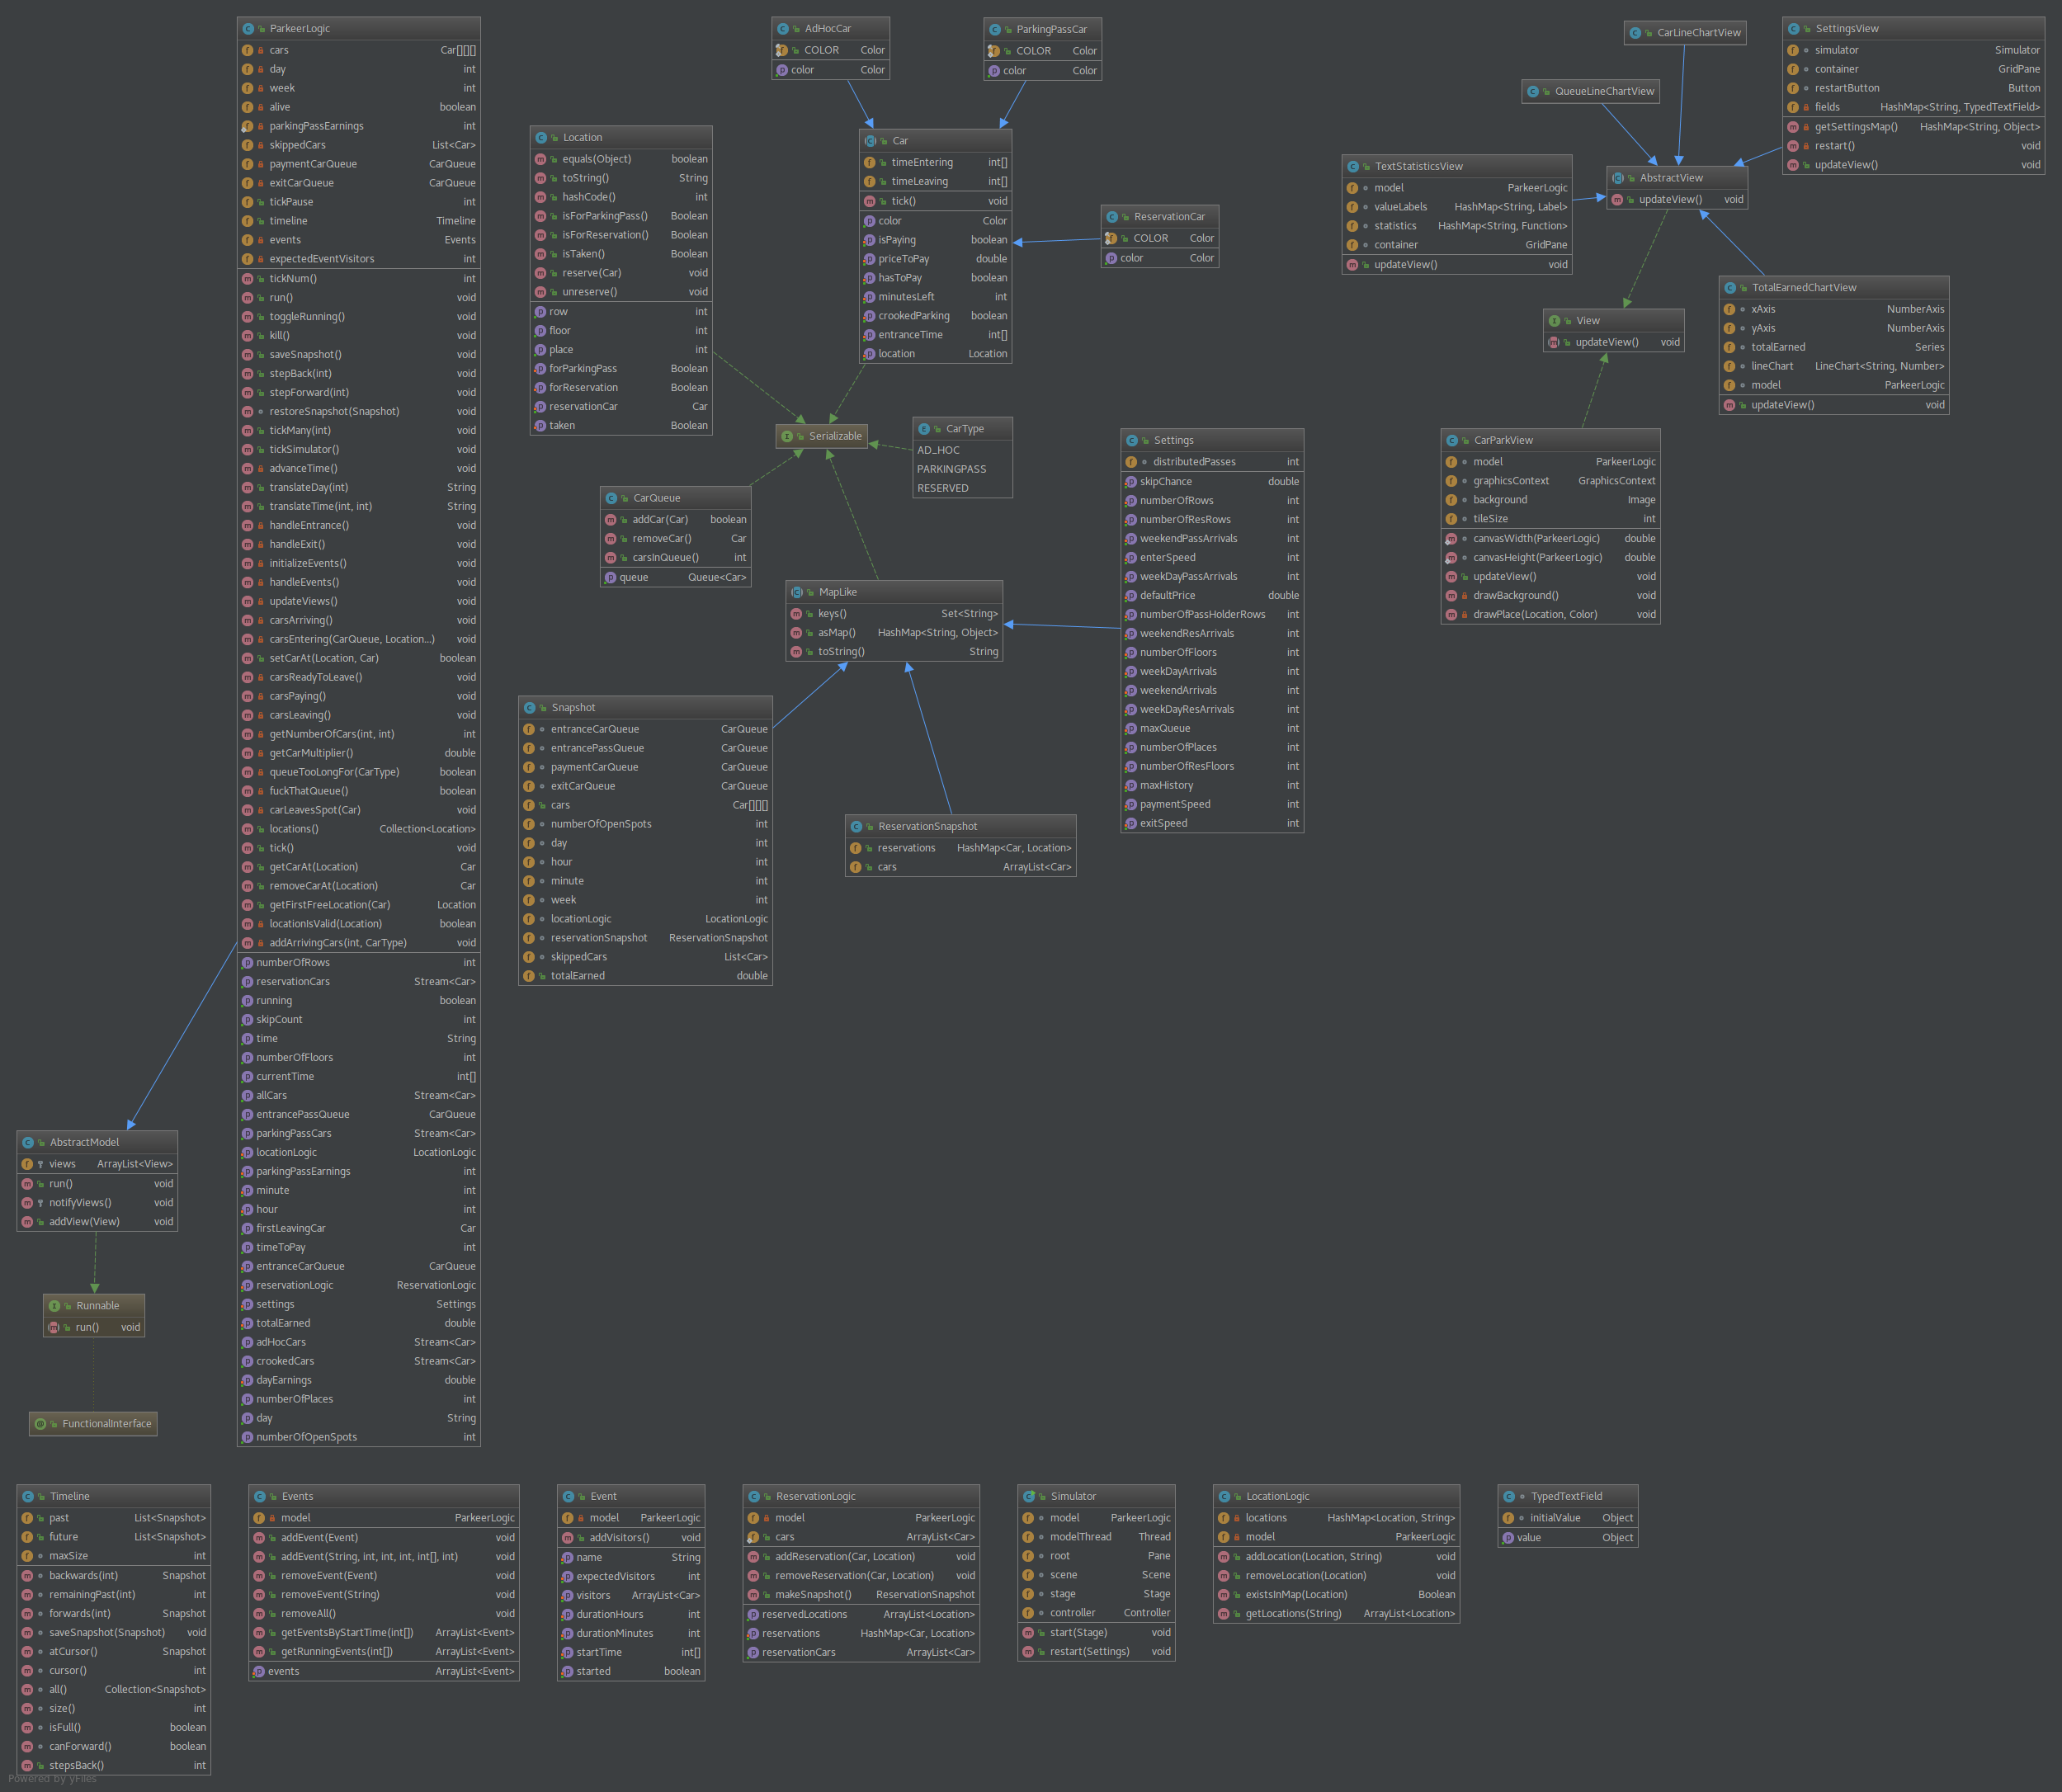 ParkeerLogic
cars Car[][][]
day int
week int
alive boolean
parkingPassEarnings int
skippedCars List<Car>
paymentCarQueue CarQueue
exitCarQueue CarQueue
tickPause int
timeline Timeline
events Events
expectedEventVisitors int
tickNum() int
run() void
toggleRunning() void
kill() void
saveSnapshot() void
stepBack(int) void
stepForward(int) void
restoreSnapshot(Snapshot) void
tickMany(int) void
tickSimulator() void
advanceTime() void
translateDay(int) String
translateTime(int, int) String
handleEntrance() void
handleExit() void
initializeEvents() void
handleEvents() void
updateViews() void
carsArriving() void
carsEntering(CarQueue, Location...) void
setCarAt(Location, Car) boolean
carsReadyToLeave() void
carsPaying() void
carsLeaving() void
getNumberOfCars(int, int) int
getCarMultiplier() double
queueTooLongFor(CarType) boolean
fuckThatQueue() boolean
carLeavesSpot(Car) void
locations() Collection<Location>
tick() void
getCarAt(Location) Car
removeCarAt(Location) Car
getFirstFreeLocation(Car) Location
locationIsValid(Location) boolean
addArrivingCars(int, CarType) void
numberOfRows int
reservationCars Stream<Car>
running boolean
skipCount int
time String
numberOfFloors int
currentTime int[]
allCars Stream<Car>
entrancePassQueue CarQueue
parkingPassCars Stream<Car>
locationLogic LocationLogic
parkingPassEarnings int
minute int
hour int
firstLeavingCar Car
timeToPay int
entranceCarQueue CarQueue
reservationLogic ReservationLogic
settings Settings
totalEarned double
adHocCars Stream<Car>
crookedCars Stream<Car>
dayEarnings double
numberOfPlaces int
day String
numberOfOpenSpots int
AdHocCar
COLOR Color
color Color
ParkingPassCar
COLOR Color
color Color
Location
equals(Object) boolean
toString() String
hashCode() int
isForParkingPass() Boolean
isForReservation() Boolean
isTaken() Boolean
reserve(Car) void
unreserve() void
row int
floor int
place int
forParkingPass Boolean
forReservation Boolean
reservationCar Car
taken Boolean
Car
timeEntering int[]
timeLeaving int[]
tick() void
color Color
isPaying boolean
priceToPay double
hasToPay boolean
minutesLeft int
crookedParking boolean
entranceTime int[]
location Location
ReservationCar
COLOR Color
color Color
Serializable
CarType
AD_HOC
PARKINGPASS
RESERVED
CarQueue
addCar(Car) boolean
removeCar() Car
carsInQueue() int
queue Queue<Car>
MapLike
keys() Set<String>
asMap() HashMap<String, Object>
toString() String
Snapshot
entranceCarQueue CarQueue
entrancePassQueue CarQueue
paymentCarQueue CarQueue
exitCarQueue CarQueue
cars Car[][][]
numberOfOpenSpots int
day int
hour int
minute int
week int
locationLogic LocationLogic
reservationSnapshot ReservationSnapshot
skippedCars List<Car>
totalEarned double
ReservationSnapshot
reservations HashMap<Car, Location>
cars ArrayList<Car>
Settings
distributedPasses int
skipChance double
numberOfRows int
numberOfResRows int
weekendPassArrivals int
enterSpeed int
weekDayPassArrivals int
defaultPrice double
numberOfPassHolderRows int
weekendResArrivals int
numberOfFloors int
weekDayArrivals int
weekendArrivals int
weekDayResArrivals int
maxQueue int
numberOfPlaces int
numberOfResFloors int
maxHistory int
paymentSpeed int
exitSpeed int
CarLineChartView
QueueLineChartView
SettingsView
simulator Simulator
container GridPane
restartButton Button
fields HashMap<String, TypedTextField>
getSettingsMap() HashMap<String, Object>
restart() void
updateView() void
TextStatisticsView
model ParkeerLogic
valueLabels HashMap<String, Label>
statistics HashMap<String, Function>
container GridPane
updateView() void
AbstractView
updateView() void
TotalEarnedChartView
xAxis NumberAxis
yAxis NumberAxis
totalEarned Series
lineChart LineChart<String, Number>
model ParkeerLogic
updateView() void
View
updateView() void
CarParkView
model ParkeerLogic
graphicsContext GraphicsContext
background Image
tileSize int
canvasWidth(ParkeerLogic) double
canvasHeight(ParkeerLogic) double
updateView() void
drawBackground() void
drawPlace(Location, Color) void
AbstractModel
views ArrayList<View>
run() void
notifyViews() void
addView(View) void
Runnable
run() void
FunctionalInterface
Timeline
past List<Snapshot>
future List<Snapshot>
maxSize int
backwards(int) Snapshot
remainingPast(int) int
forwards(int) Snapshot
saveSnapshot(Snapshot) void
atCursor() Snapshot
cursor() int
all() Collection<Snapshot>
size() int
isFull() boolean
canForward() boolean
stepsBack() int
Events
model ParkeerLogic
addEvent(Event) void
addEvent(String, int, int, int, int[], int) void
removeEvent(Event) void
removeEvent(String) void
removeAll() void
getEventsByStartTime(int[]) ArrayList<Event>
getRunningEvents(int[]) ArrayList<Event>
events ArrayList<Event>
Event
model ParkeerLogic
addVisitors() void
name String
expectedVisitors int
visitors ArrayList<Car>
durationHours int
durationMinutes int
startTime int[]
started boolean
ReservationLogic
model ParkeerLogic
cars ArrayList<Car>
addReservation(Car, Location) void
removeReservation(Car, Location) void
makeSnapshot() ReservationSnapshot
reservedLocations ArrayList<Location>
reservations HashMap<Car, Location>
reservationCars ArrayList<Car>
Simulator
model ParkeerLogic
modelThread Thread
root Pane
scene Scene
stage Stage
controller Controller
start(Stage) void
restart(Settings) void
LocationLogic
locations HashMap<Location, String>
model ParkeerLogic
addLocation(Location, String) void
removeLocation(Location) void
existsInMap(Location) Boolean
getLocations(String) ArrayList<Location>
TypedTextField
initialValue Object
value Object
Powered by yFiles